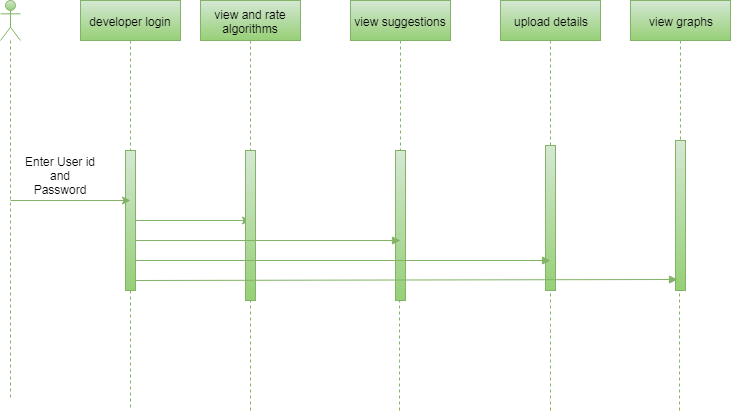 developer login
view and rate
algorithms
view suggestions
upload details
view graphs
Enter User id
and
Password